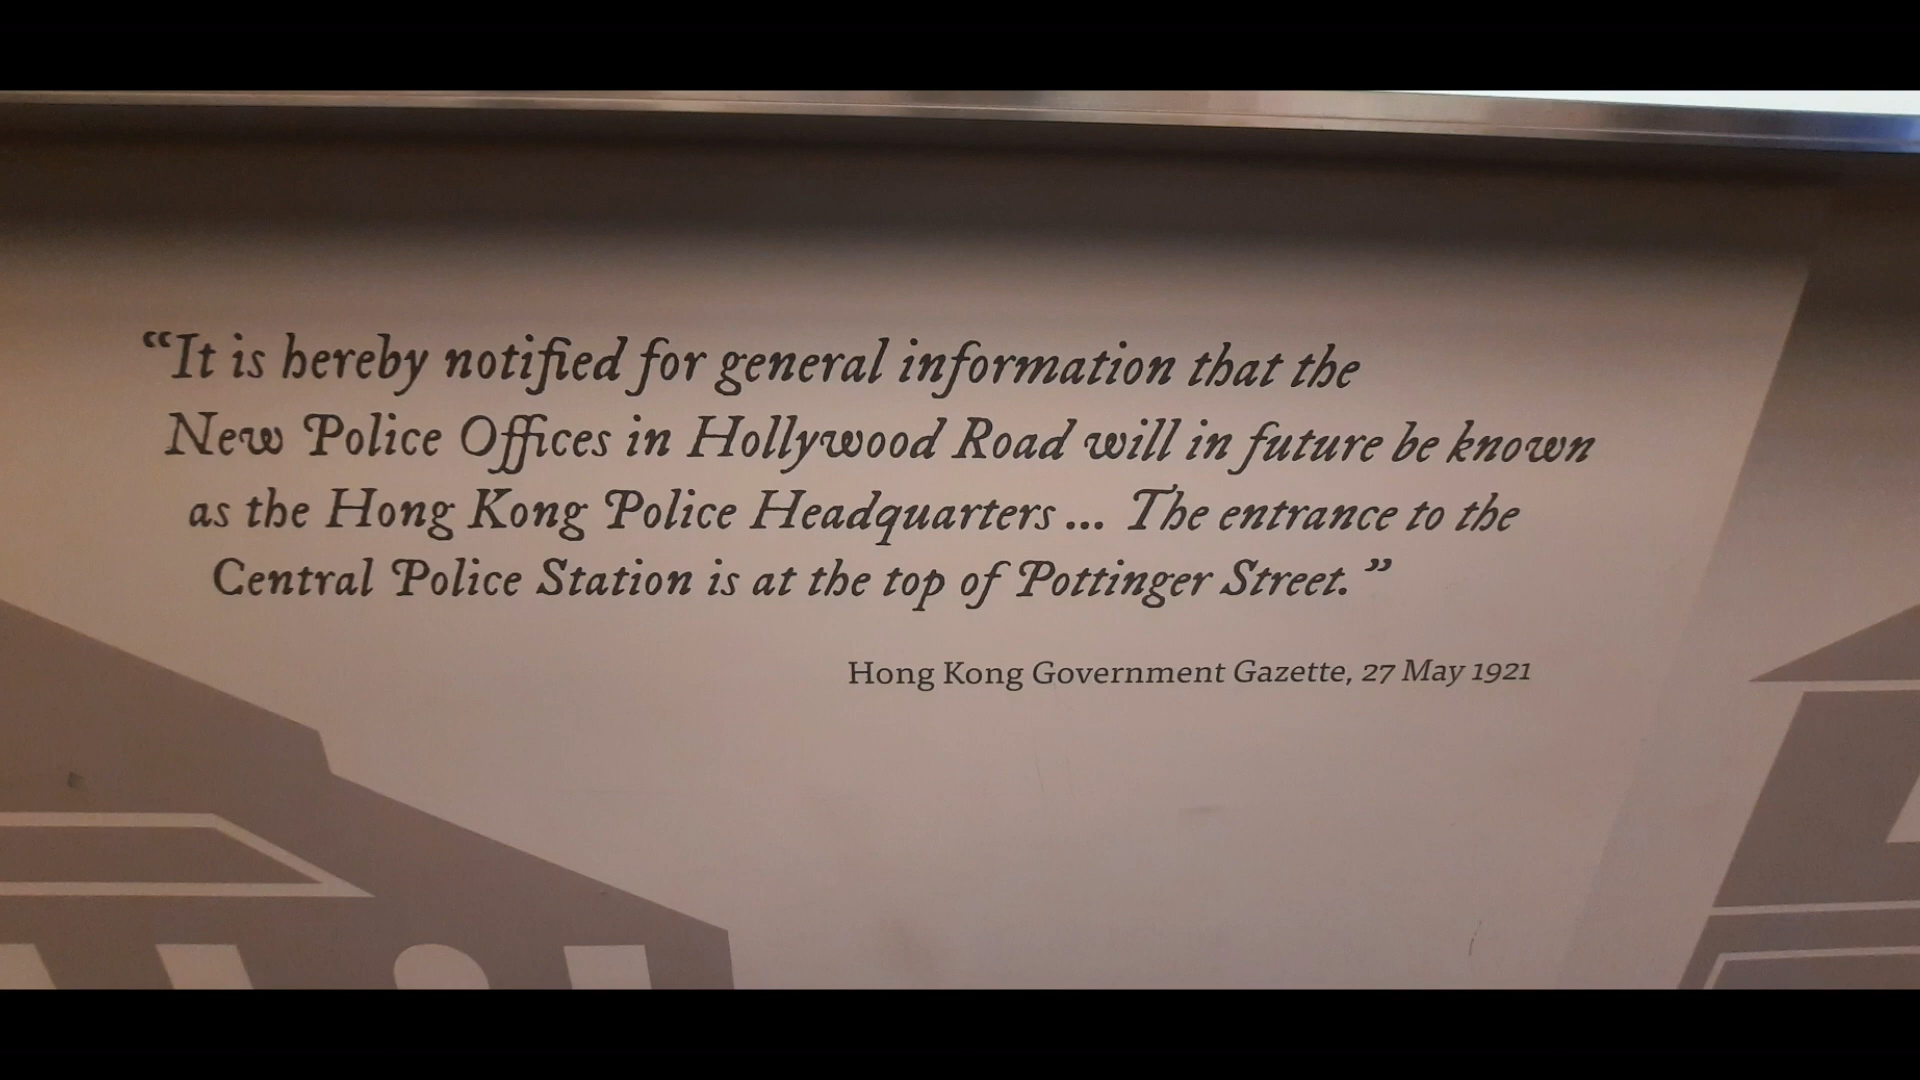 “It is hereby notified for general information that the
New Police Offices in Hollywood Road will in future be known
as the Hong Kong Police Headquarters ... The entrance to the
Central Police Station is at the top of Pottinger Street.”
Hong Kong Government Gazette, 27 May 1921